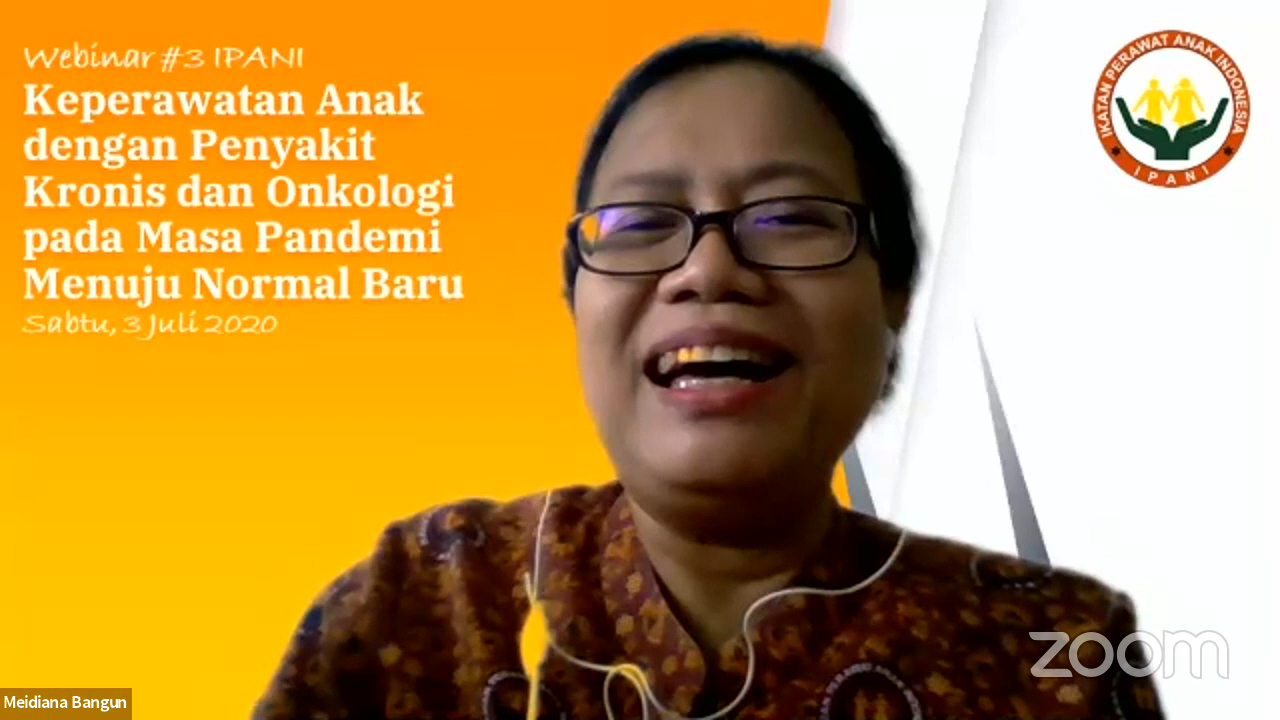 Webinar #3 IPANI
Keperawatan Anak
dengan Penyakit
Kronis dan Onkologi
pada Masa Pandemi
Menuju Normal Baru
Sabtu, 3 Juli 2020
IKATAN PERAWAT ANAK INDONESIA
IPANI
zoom
Meidiana Bangun